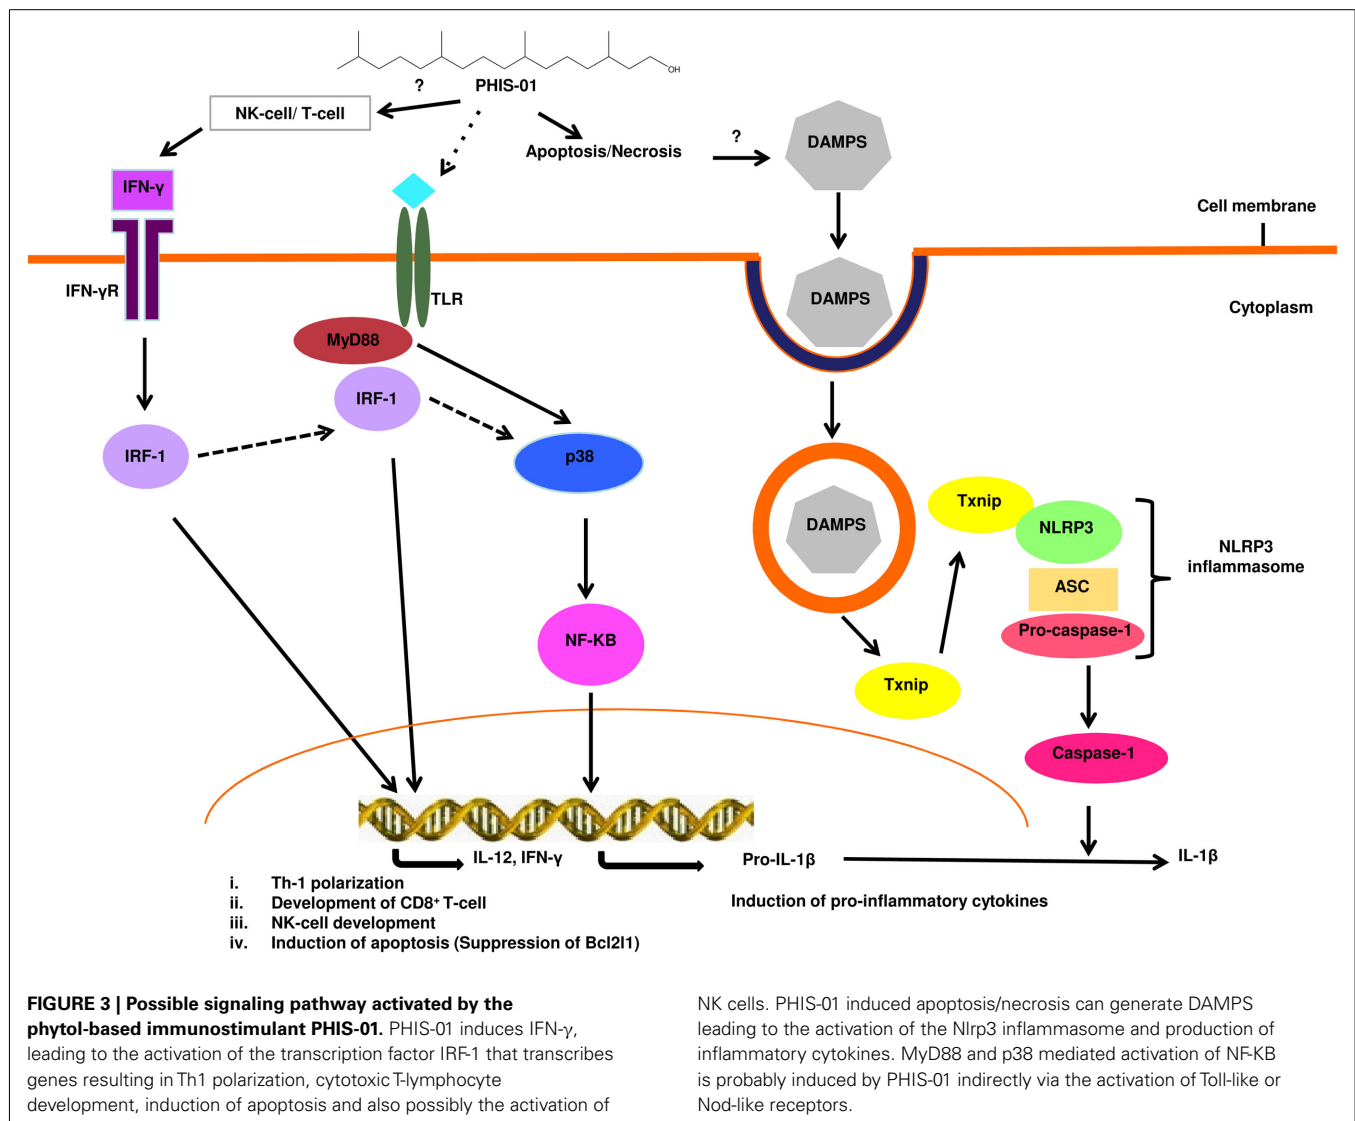 OH
?
PHIS-01
NK-cell/ T-cell
Apoptosis/Necrosis
?
DAMPS
IFN-γ
Cell membrane
IFN-γR
TLR
DAMPS
Cytoplasm
MyD88
IRF-1
IRF-1
p38
Txnip
DAMPS
NLRP3
NLRP3
inflammasome
ASC
Pro-caspase-1
NF-KB
Txnip
Caspase-1
IL-12, IFN-γ
Pro-IL-1β
IL-1β
i. Th-1 polarization
ii. Development of CD8⁺ T-cell
iii. NK-cell development
iv. Induction of apoptosis (Suppression of Bcl2l1)
Induction of pro-inflammatory cytokines
FIGURE 3 | Possible signaling pathway activated by the
phytol-based immunostimulant PHIS-01. PHIS-01 induces IFN-γ,
leading to the activation of the transcription factor IRF-1 that transcribes
genes resulting in Th1 polarization, cytotoxic T-lymphocyte
development, induction of apoptosis and also possibly the activation of
NK cells. PHIS-01 induced apoptosis/necrosis can generate DAMPS
leading to the activation of the Nlrp3 inflammasome and production of
inflammatory cytokines. MyD88 and p38 mediated activation of NF-KB
is probably induced by PHIS-01 indirectly via the activation of Toll-like or
Nod-like receptors.